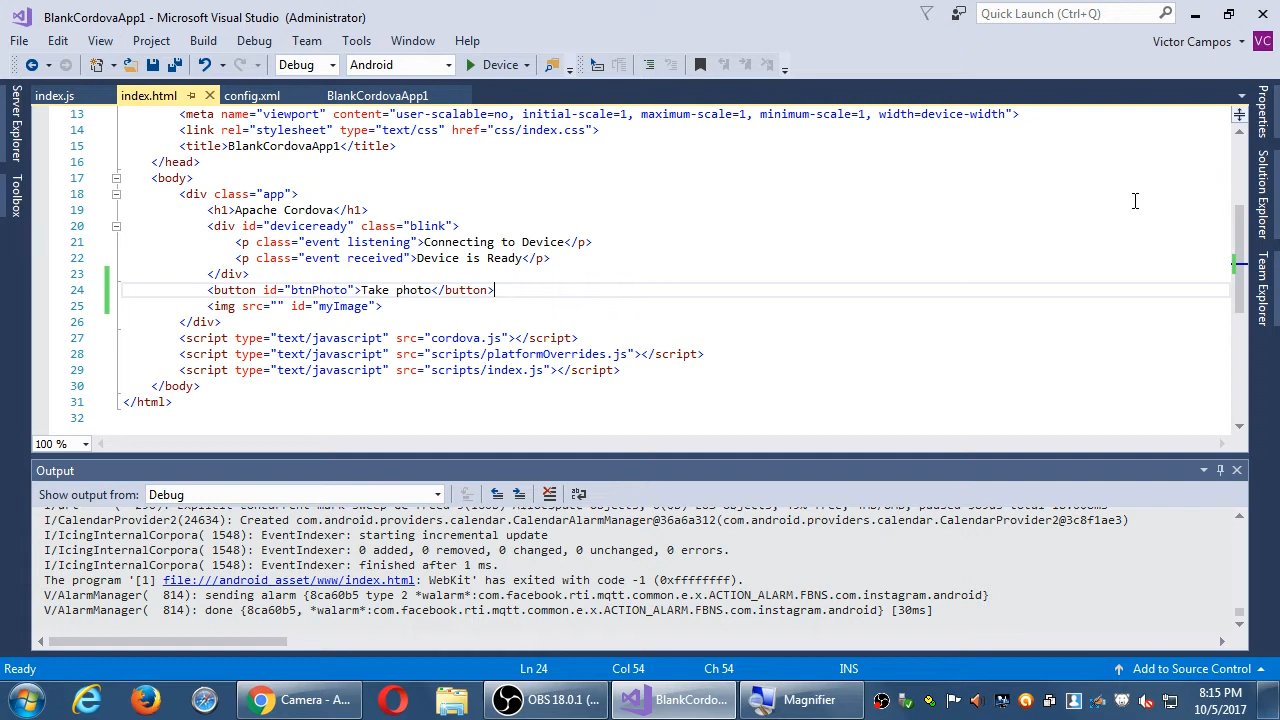 BlankCordovaApp1 - Microsoft Visual Studio (Administrator)
Quick Launch (Ctrl+Q)
File Edit View Project Build Debug Team Tools Window Help
Victor Campos VC
Debug Android Device
index.js index.html config.xml BlankCordovaApp1
Server Explorer
Toolbox
Properties
Solution Explorer
Team Explorer
13 <meta name="viewport" content="user-scalable=no, initial-scale=1, maximum-scale=1, minimum-scale=1, width=device-width">
14 <link rel="stylesheet" type="text/css" href="css/index.css">
15 <title>BlankCordovaApp1</title>
16 </head>
17 <body>
18 <div class="app">
19 <h1>Apache Cordova</h1>
20 <div id="deviceready" class="blink">
21 <p class="event listening">Connecting to Device</p>
22 <p class="event received">Device is Ready</p>
23 </div>
24 <button id="btnPhoto">Take photo</button>
25 <img src="" id="myImage">
26 </div>
27 <script type="text/javascript" src="cordova.js"></script>
28 <script type="text/javascript" src="scripts/platformOverrides.js"></script>
29 <script type="text/javascript" src="scripts/index.js"></script>
30 </body>
31 </html>
32
100 %
Output
Show output from: Debug
I/CalendarProvider2(24634): Created com.android.providers.calendar.CalendarAlarmManager@36a6a312(com.android.providers.calendar.CalendarProvider2@3c8f1ae3)
I/IcingInternalCorpora( 1548): EventIndexer: starting incremental update
I/IcingInternalCorpora( 1548): EventIndexer: 0 added, 0 removed, 0 changed, 0 unchanged, 0 errors.
I/IcingInternalCorpora( 1548): EventIndexer: finished after 1 ms.
The program '[1] file:///android_asset/www/index.html: WebKit' has exited with code -1 (0xffffffff).
V/AlarmManager( 814): sending alarm {8ca60b5 type 2 *walarm*:com.facebook.rti.mqtt.common.e.x.ACTION_ALARM.FBNS.com.instagram.android}
V/AlarmManager( 814): done {8ca60b5, *walarm*:com.facebook.rti.mqtt.common.e.x.ACTION_ALARM.FBNS.com.instagram.android} [30ms]
Ready Ln 24 Col 54 Ch 54 INS Add to Source Control
Camera - A... OBS 18.0.1 (... BlankCordo... Magnifier
8:15 PM
10/5/2017